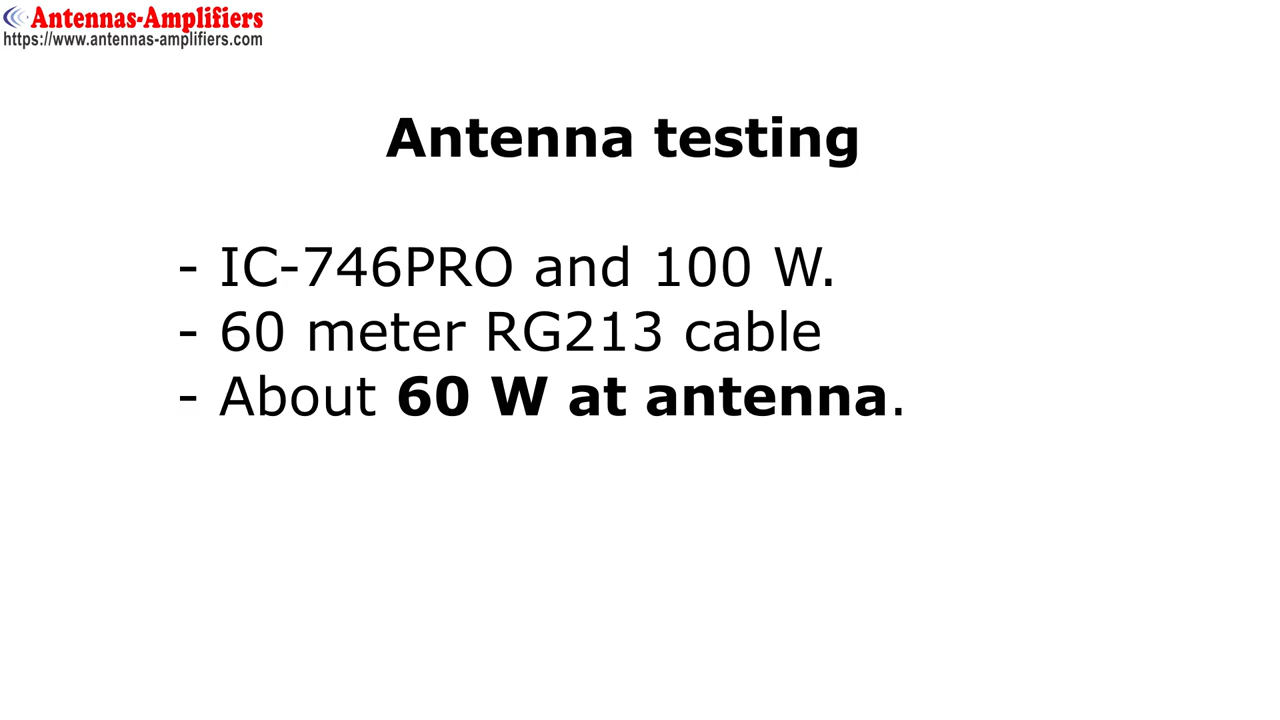 Antennas-Amplifiers
https://www.antennas-amplifiers.com
Antenna testing
- IC-746PRO and 100 W.
- 60 meter RG213 cable
- About 60 W at antenna.